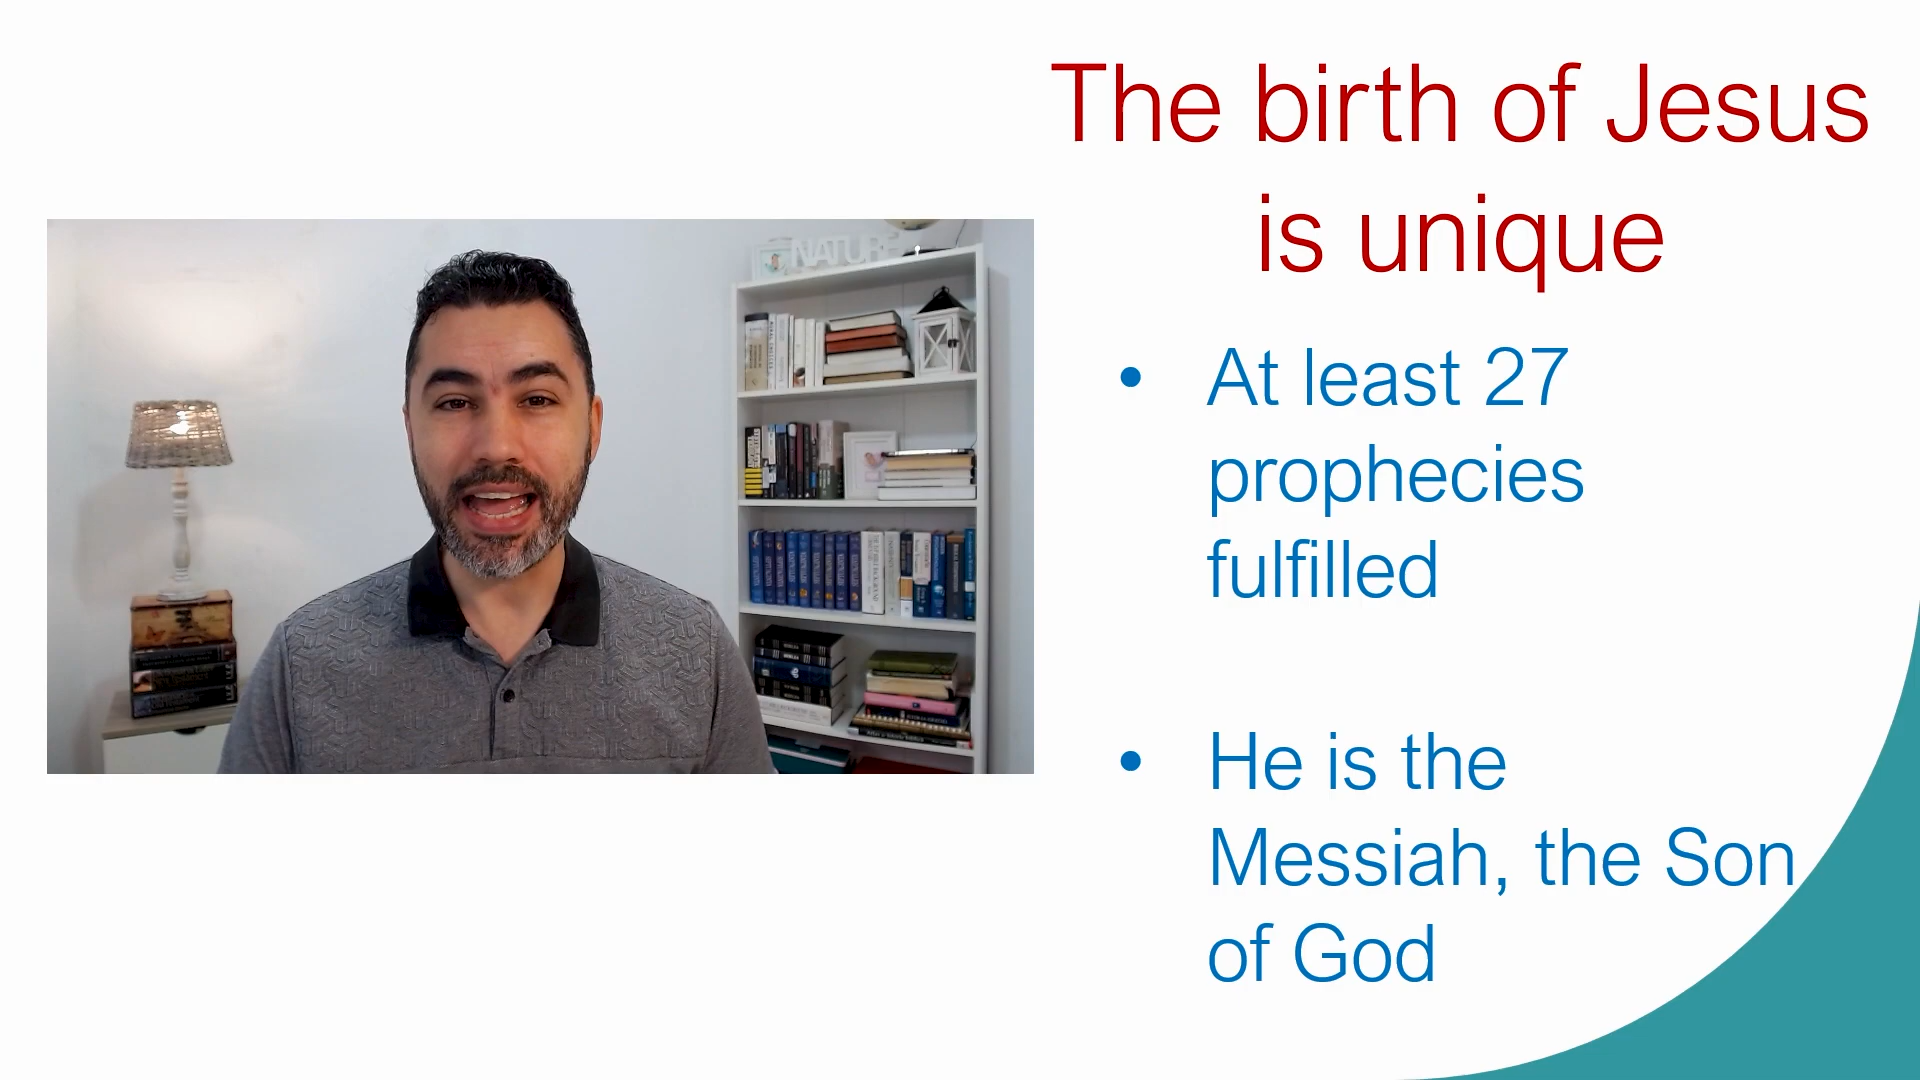 The birth of Jesus
is unique
• At least 27
prophecies
fulfilled
• He is the
Messiah, the Son
of God
NATURE